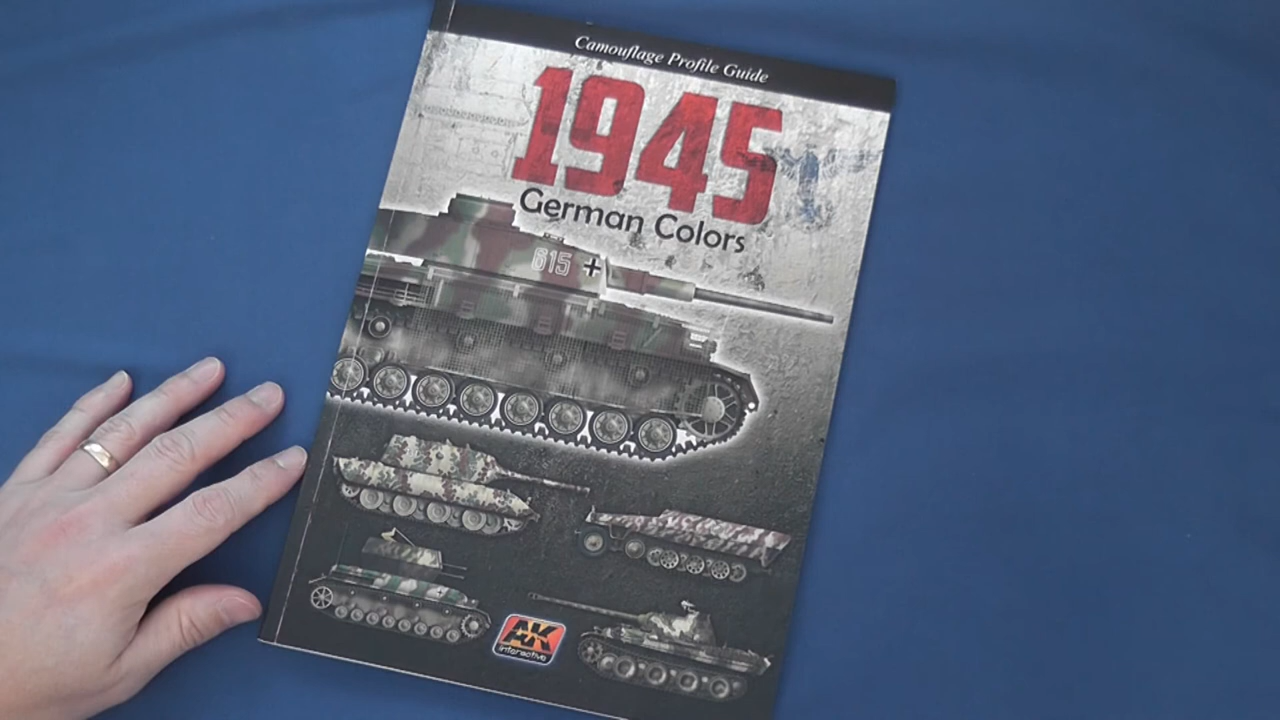 Camouflage Profile Guide
1945
German Colors
615
AK
interactive